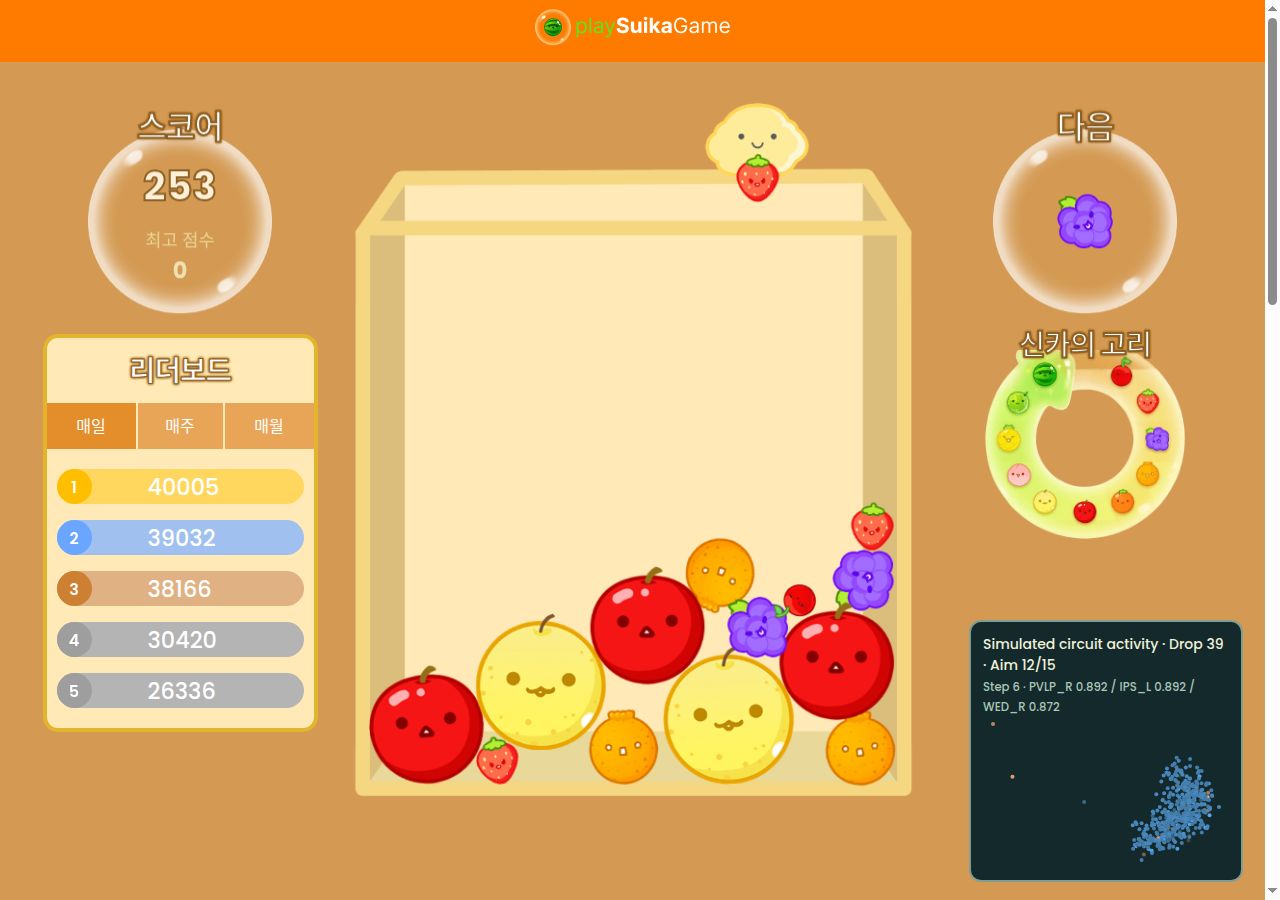 playSuikaGame
스코어
253
최고 점수
0
리더보드
매일 매주 매월
1 40005
2 39032
3 38166
4 30420
5 26336
다음
신카의 고리
Simulated circuit activity · Drop 39
· Aim 12/15
Step 6 · PVLP_R 0.892 / IPS_L 0.892 /
WED_R 0.872